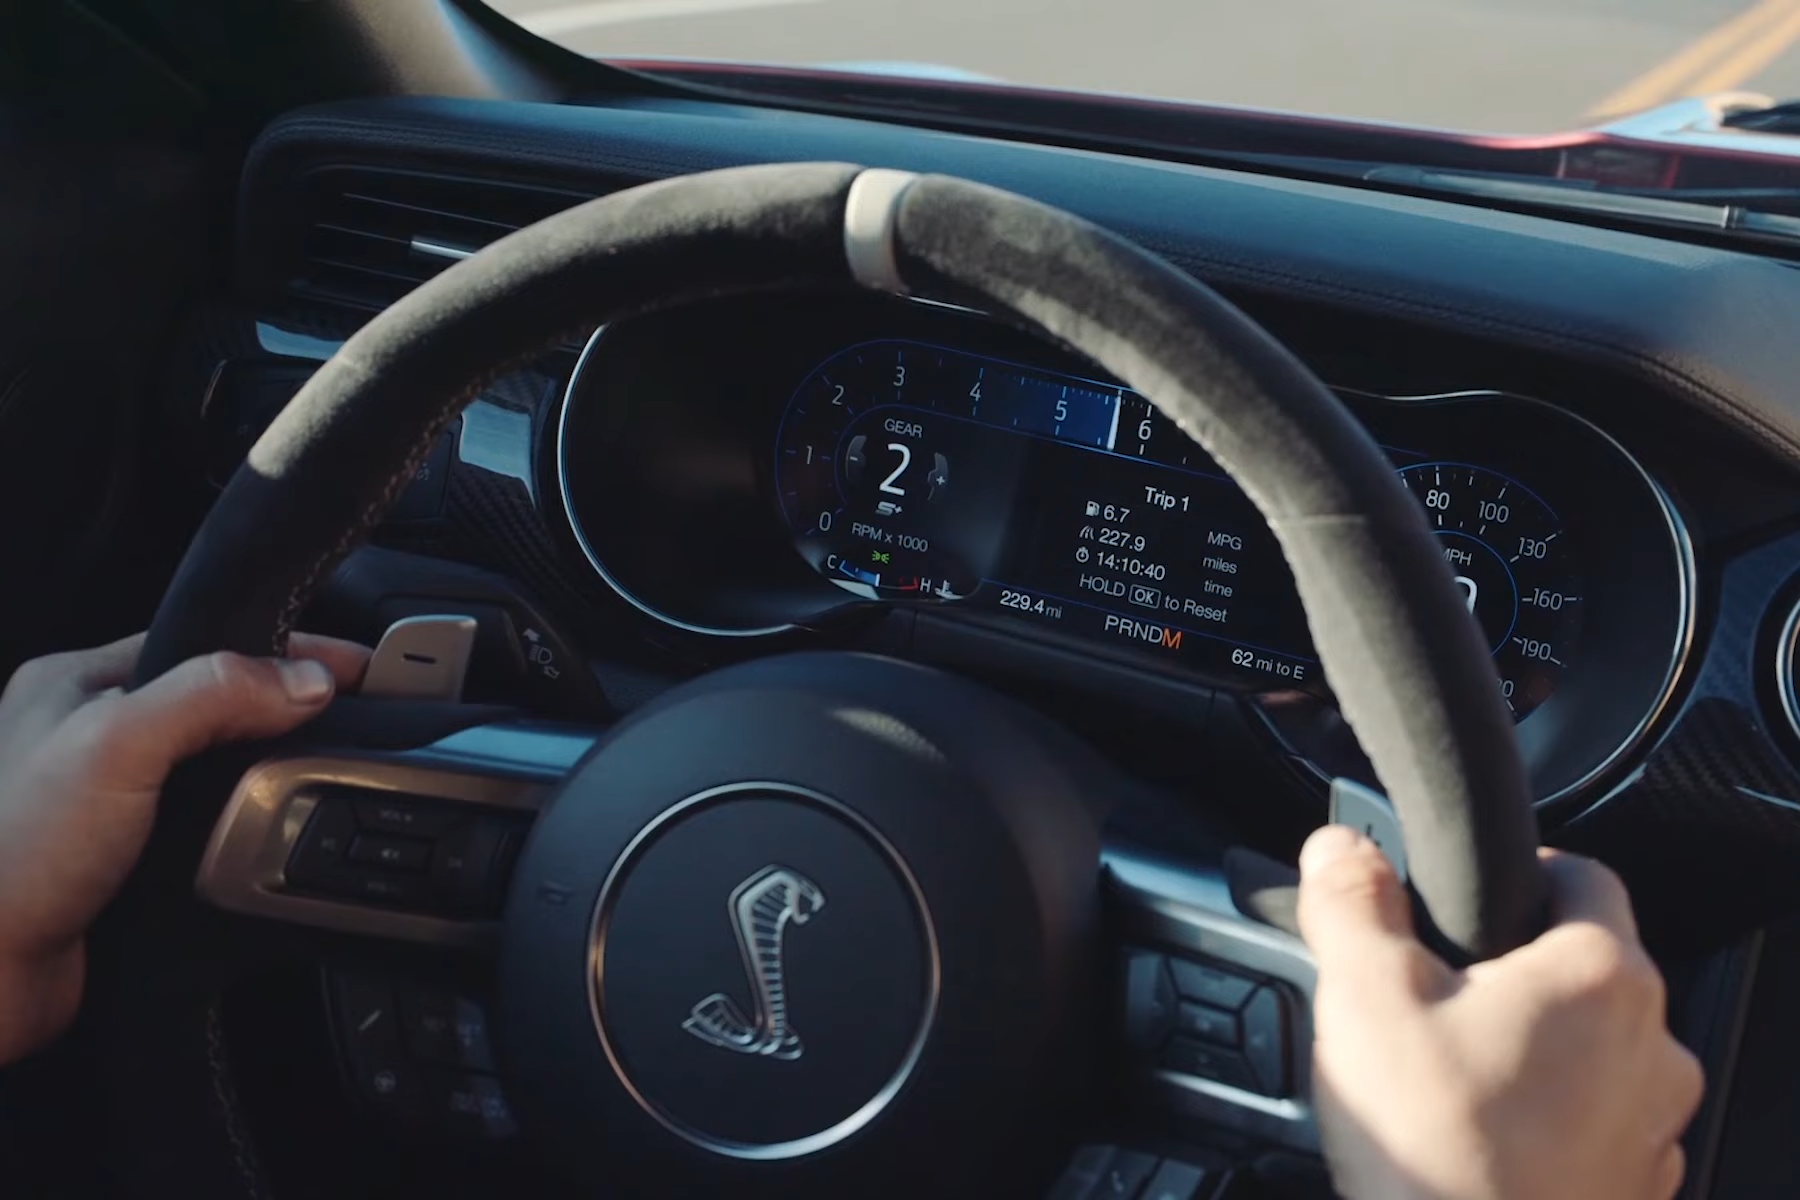 3
4
2
5
6
GEAR
1
2
- +
S+
0
RPM x 1000
C H
Trip 1
6.7 MPG
227.9 miles
14:10:40 time
HOLD OK to Reset
229.4 mi
PRNDM
62 mi to E
80
100
130
MPH
160
190
-
+